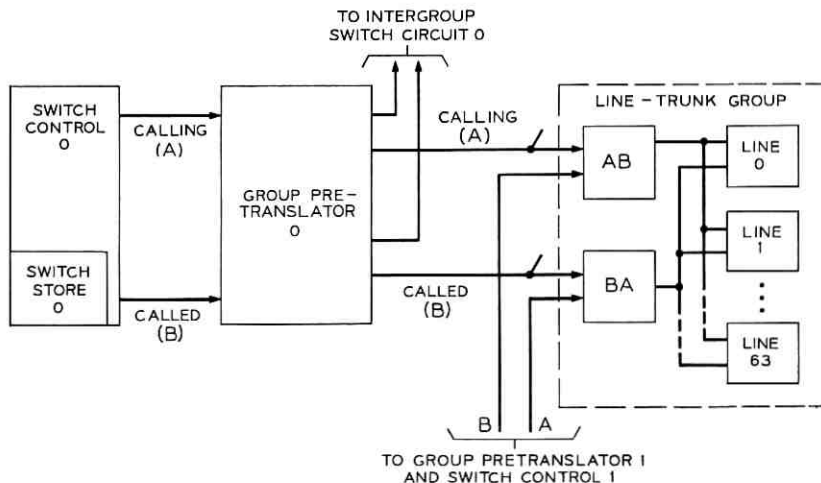 TO INTERGROUP
SWITCH CIRCUIT 0
SWITCH
CONTROL
0
CALLING
(A)
GROUP PRE-
TRANSLATOR
0
CALLING
(A)
LINE-TRUNK GROUP
AB
LINE
0
LINE
1
SWITCH
STORE
0
CALLED
(B)
CALLED
(B)
BA
LINE
63
B
A
TO GROUP PRETRANSLATOR 1
AND SWITCH CONTROL 1